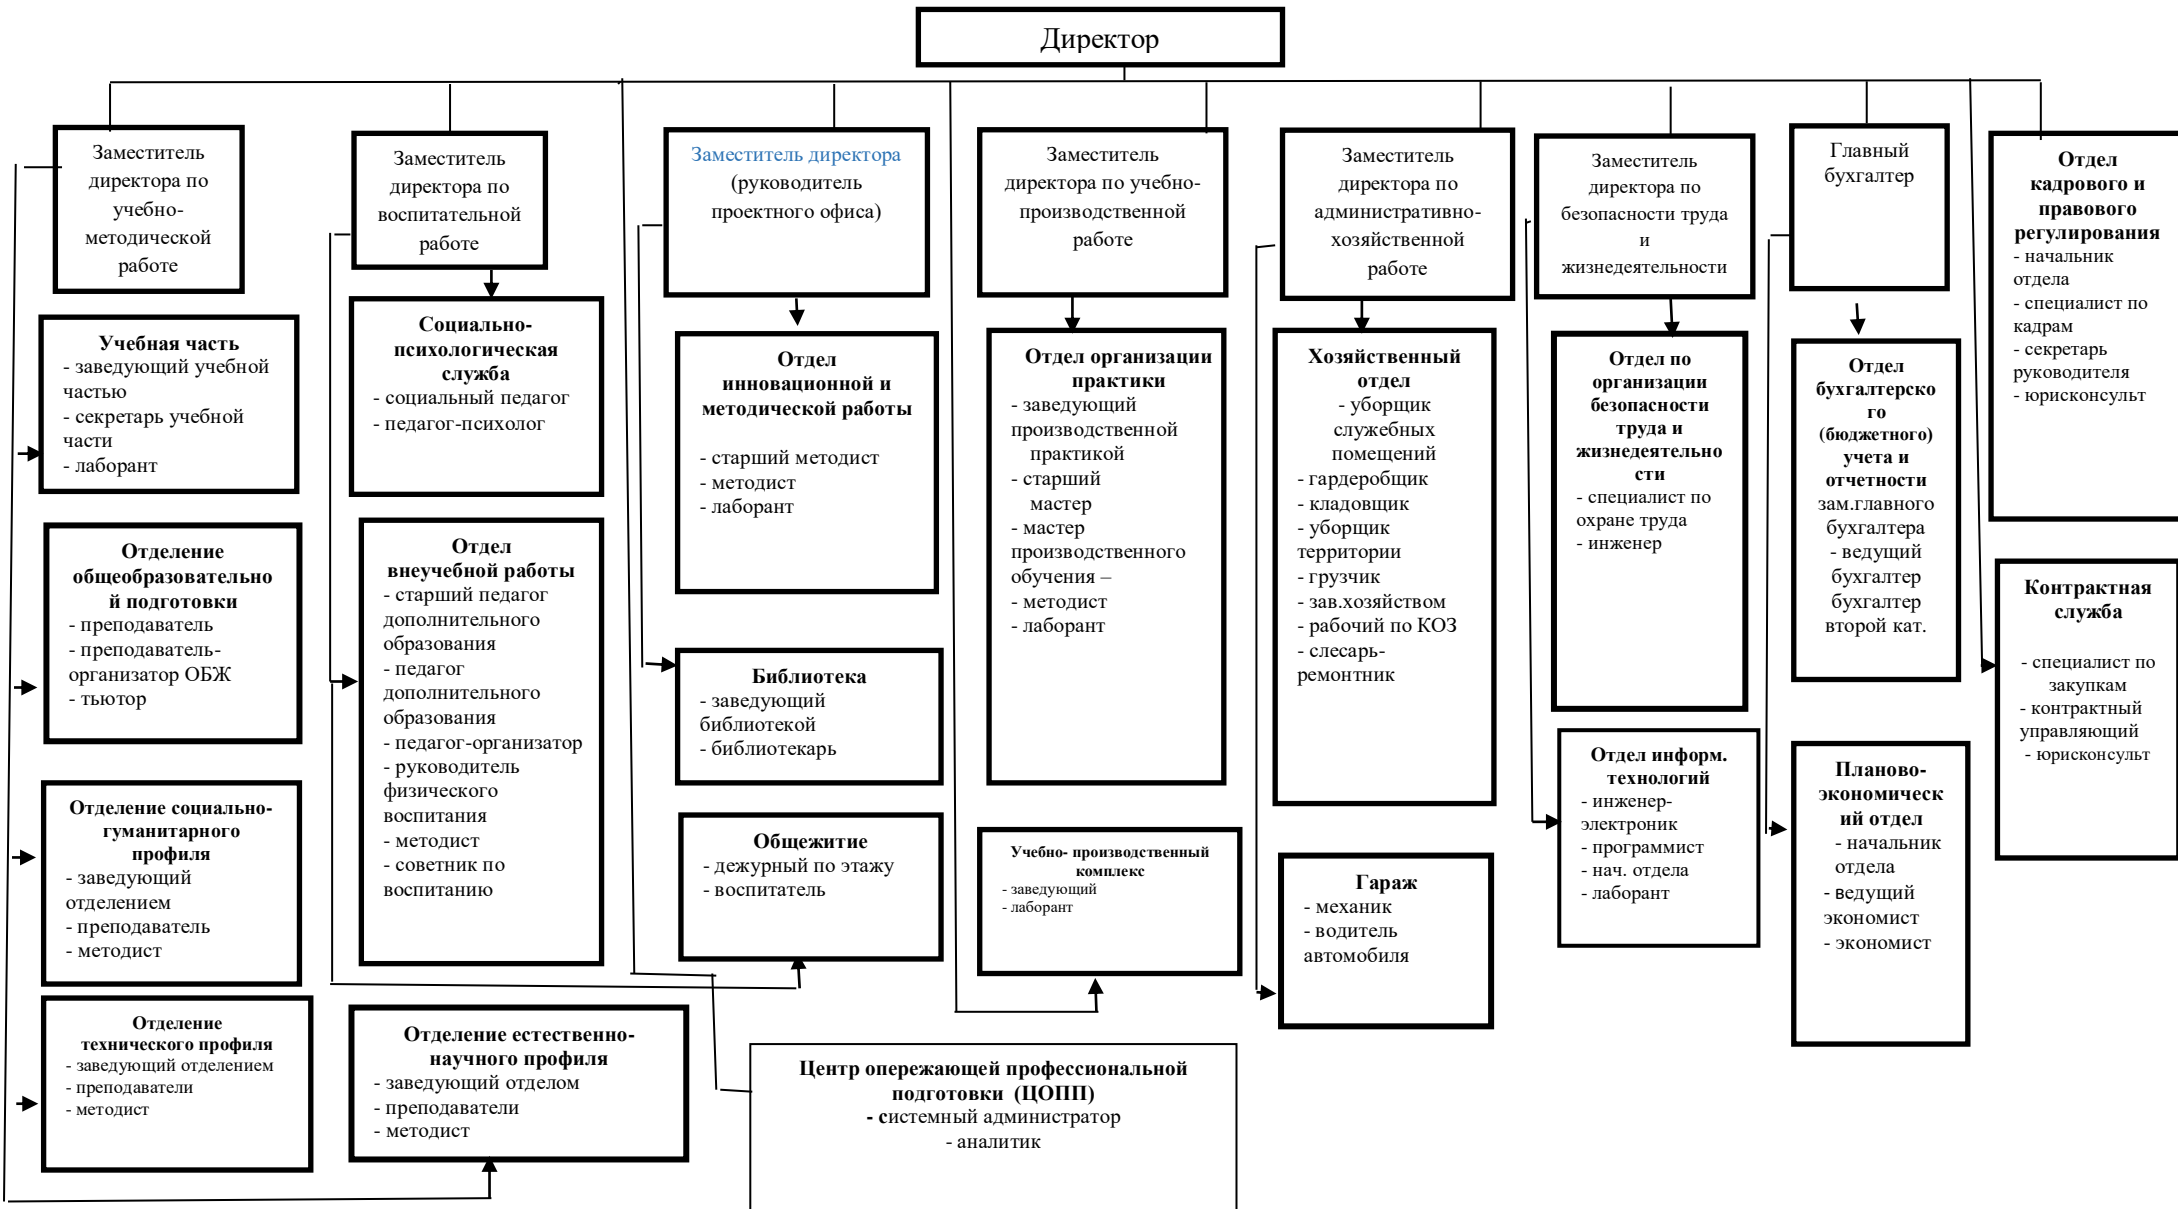 Директор
Заместитель
директора по
учебно-
методической
работе
Заместитель
директора по
воспитательной
работе
Заместитель директора
(руководитель
проектного офиса)
Заместитель
директора по учебно-
производственной
работе
Заместитель
директора по
административно-
хозяйственной
работе
Заместитель
директора по
безопасности труда
и
жизнедеятельности
Главный
бухгалтер
Отдел
кадрового и
правового
регулирования
- начальник
отдела
- специалист по
кадрам
- секретарь
руководителя
- юрисконсульт
Учебная часть
- заведующий учебной
частью
- секретарь учебной
части
- лаборант
Социально-
психологическая
служба
- социальный педагог
- педагог-психолог
Отдел
инновационной и
методической работы
- старший методист
- методист
- лаборант
Отдел организации
практики
- заведующий
производственной
практикой
- старший
мастер
- мастер
производственного
обучения –
- методист
- лаборант
Хозяйственный
отдел
- уборщик
служебных
помещений
- гардеробщик
- кладовщик
- уборщик
территории
- грузчик
- зав.хозяйством
- рабочий по КОЗ
- слесарь-
ремонтник
Отдел по
организации
безопасности
труда и
жизнедеятельно
сти
- специалист по
охране труда
- инженер
Отдел
бухгалтерско
го
(бюджетного)
учета и
отчетности
зам.главного
бухгалтера
- ведущий
бухгалтер
бухгалтер
второй кат.
Контрактная
служба
- специалист по
закупкам
- контрактный
управляющий
- юрисконсульт
Отделение
общеобразовательно
й подготовки
- преподаватель
- преподаватель-
организатор ОБЖ
- тьютор
Отдел
внеучебной работы
- старший педагог
дополнительного
образования
- педагог
дополнительного
образования
- педагог-организатор
- руководитель
физического
воспитания
- методист
- советник по
воспитанию
Библиотека
- заведующий
библиотекой
- библиотекарь
Отдел информ.
технологий
- инженер-
электроник
- программист
- нач. отдела
- лаборант
Планово-
экономическ
ий отдел
- начальник
отдела
- ведущий
экономист
- экономист
Отделение социально-
гуманитарного
профиля
- заведующий
отделением
- преподаватель
- методист
Общежитие
- дежурный по этажу
- воспитатель
Учебно- производственный
комплекс
- заведующий
- лаборант
Гараж
- механик
- водитель
автомобиля
Отделение
технического профиля
- заведующий отделением
- преподаватели
- методист
Отделение естественно-
научного профиля
- заведующий отделом
- преподаватели
- методист
Центр опережающей профессиональной
подготовки (ЦОПП)
- системный администратор
- аналитик